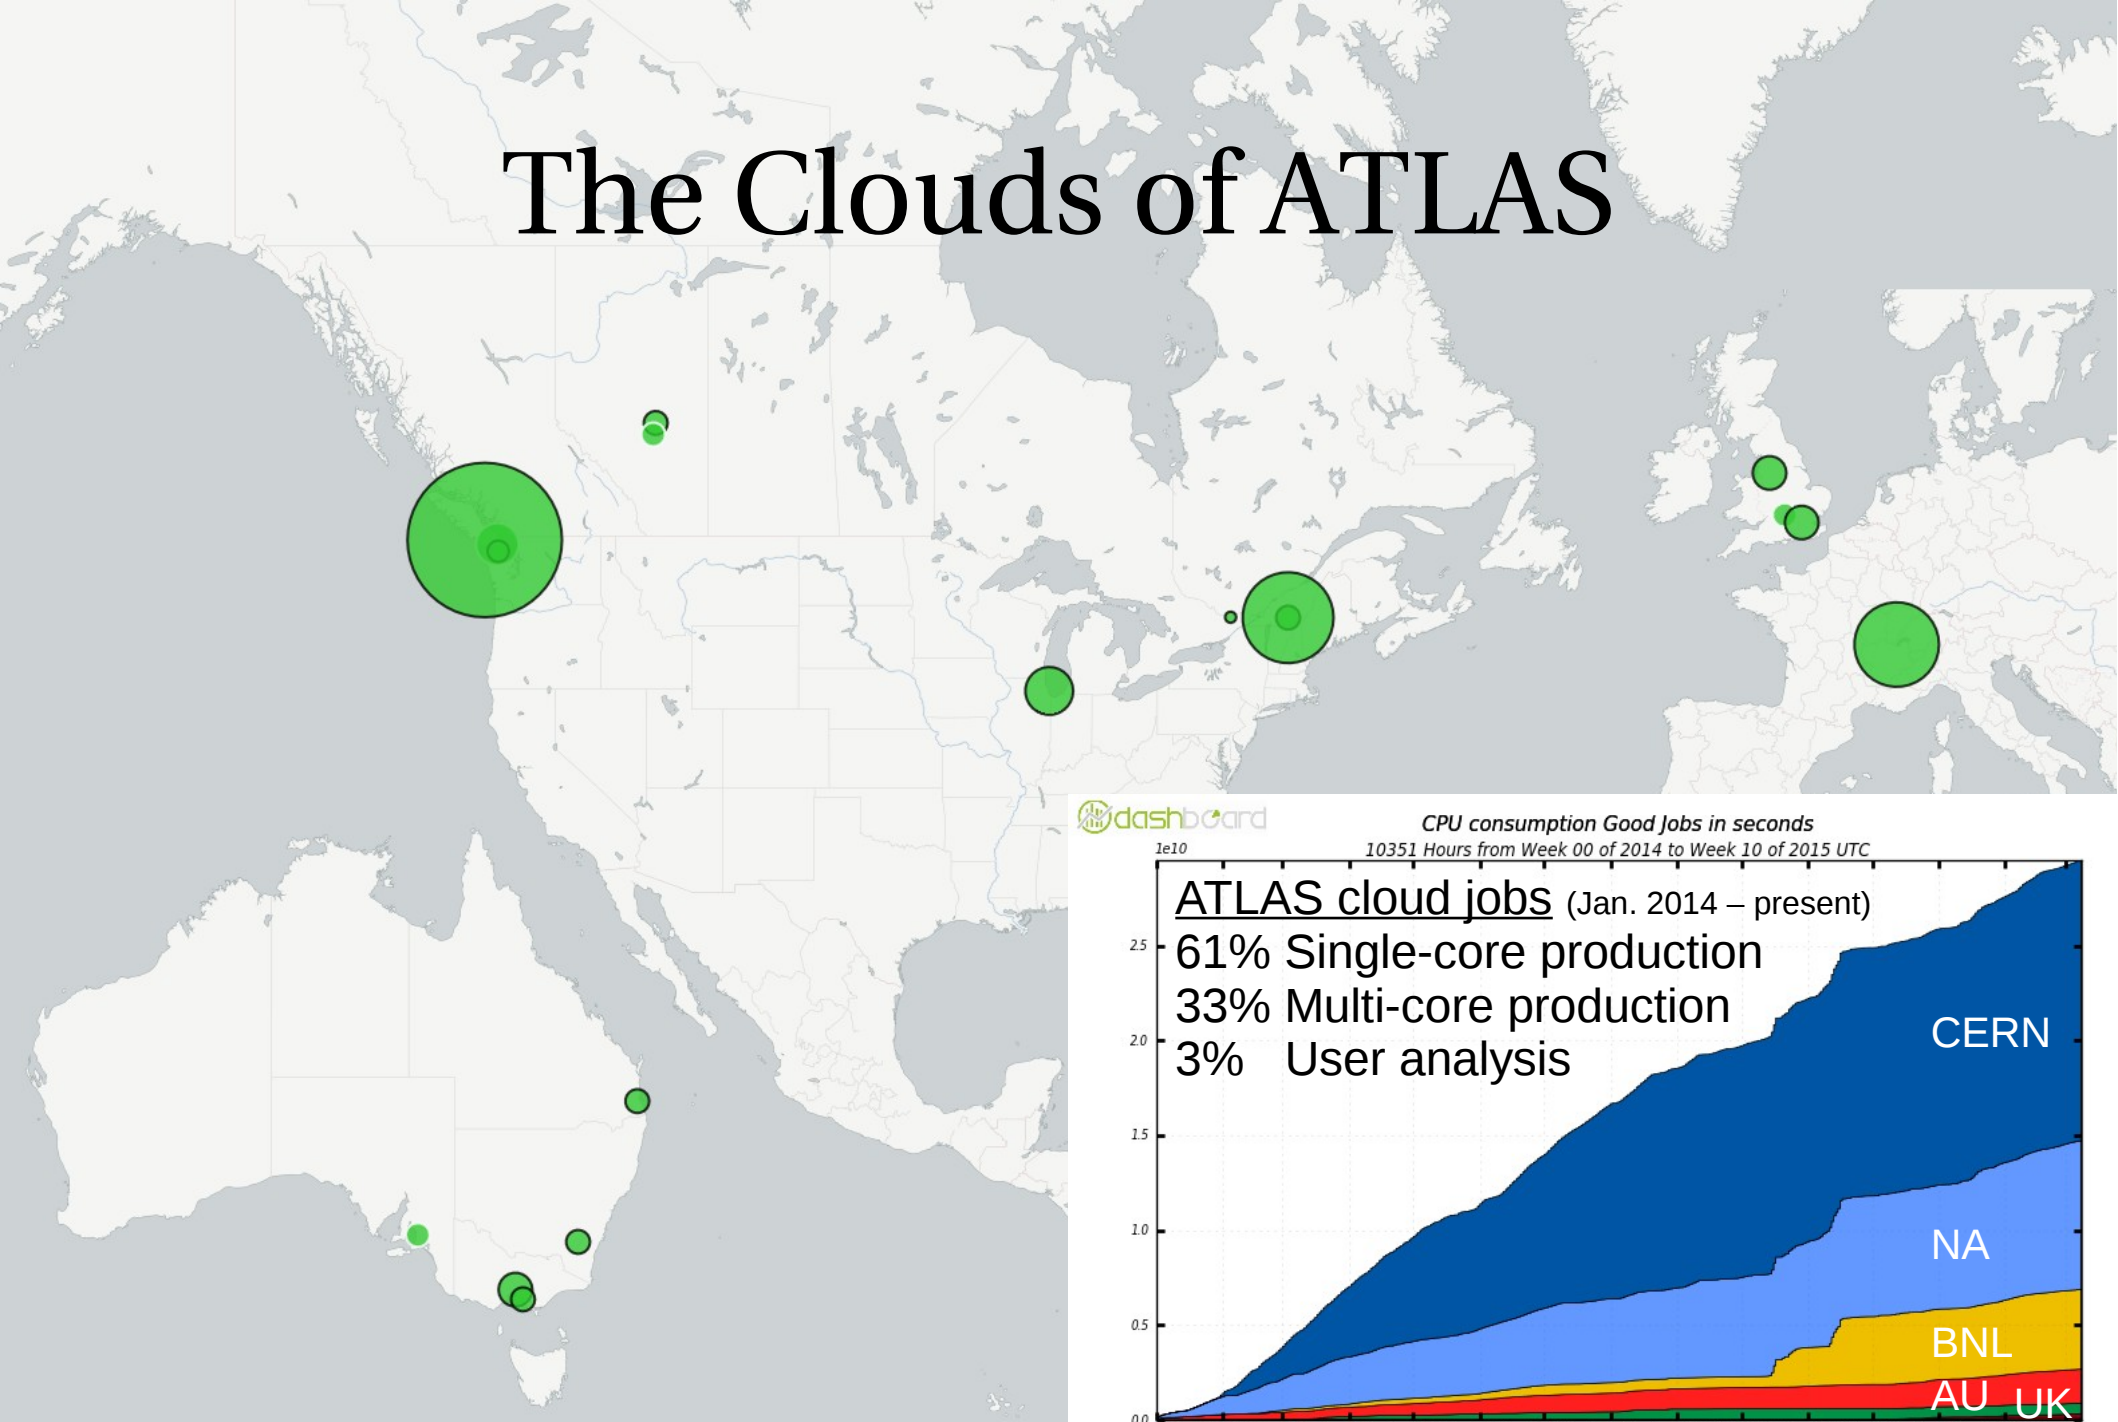 The Clouds of ATLAS
dashboard
CPU consumption Good Jobs in seconds
10351 Hours from Week 00 of 2014 to Week 10 of 2015 UTC
1e10
ATLAS cloud jobs (Jan. 2014 – present)
2.5
61% Single-core production
33% Multi-core production
2.0
3% User analysis
CERN
1.5
1.0
NA
0.5
BNL
AU UK
0.0